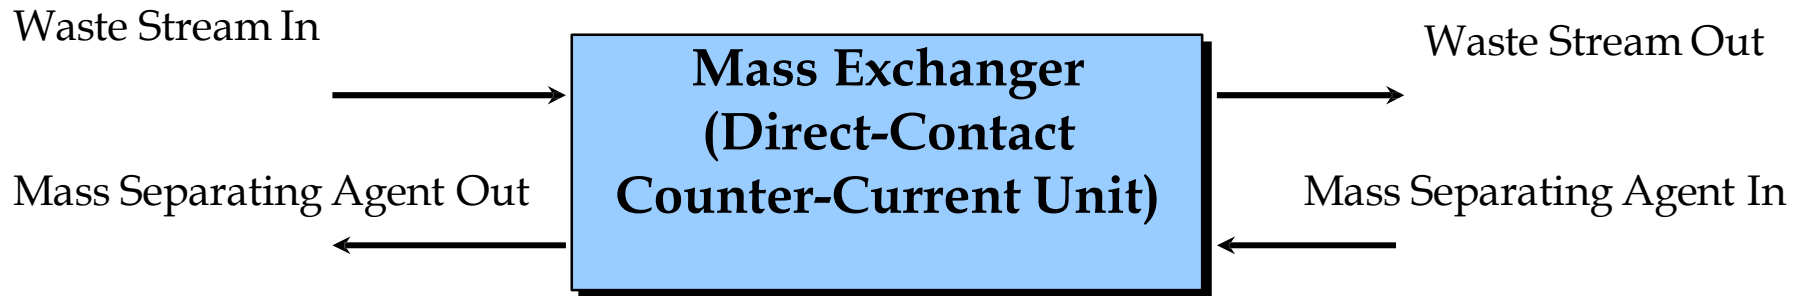 Waste Stream In
Mass Exchanger
(Direct-Contact
Counter-Current Unit)
Waste Stream Out
Mass Separating Agent Out
Mass Separating Agent In